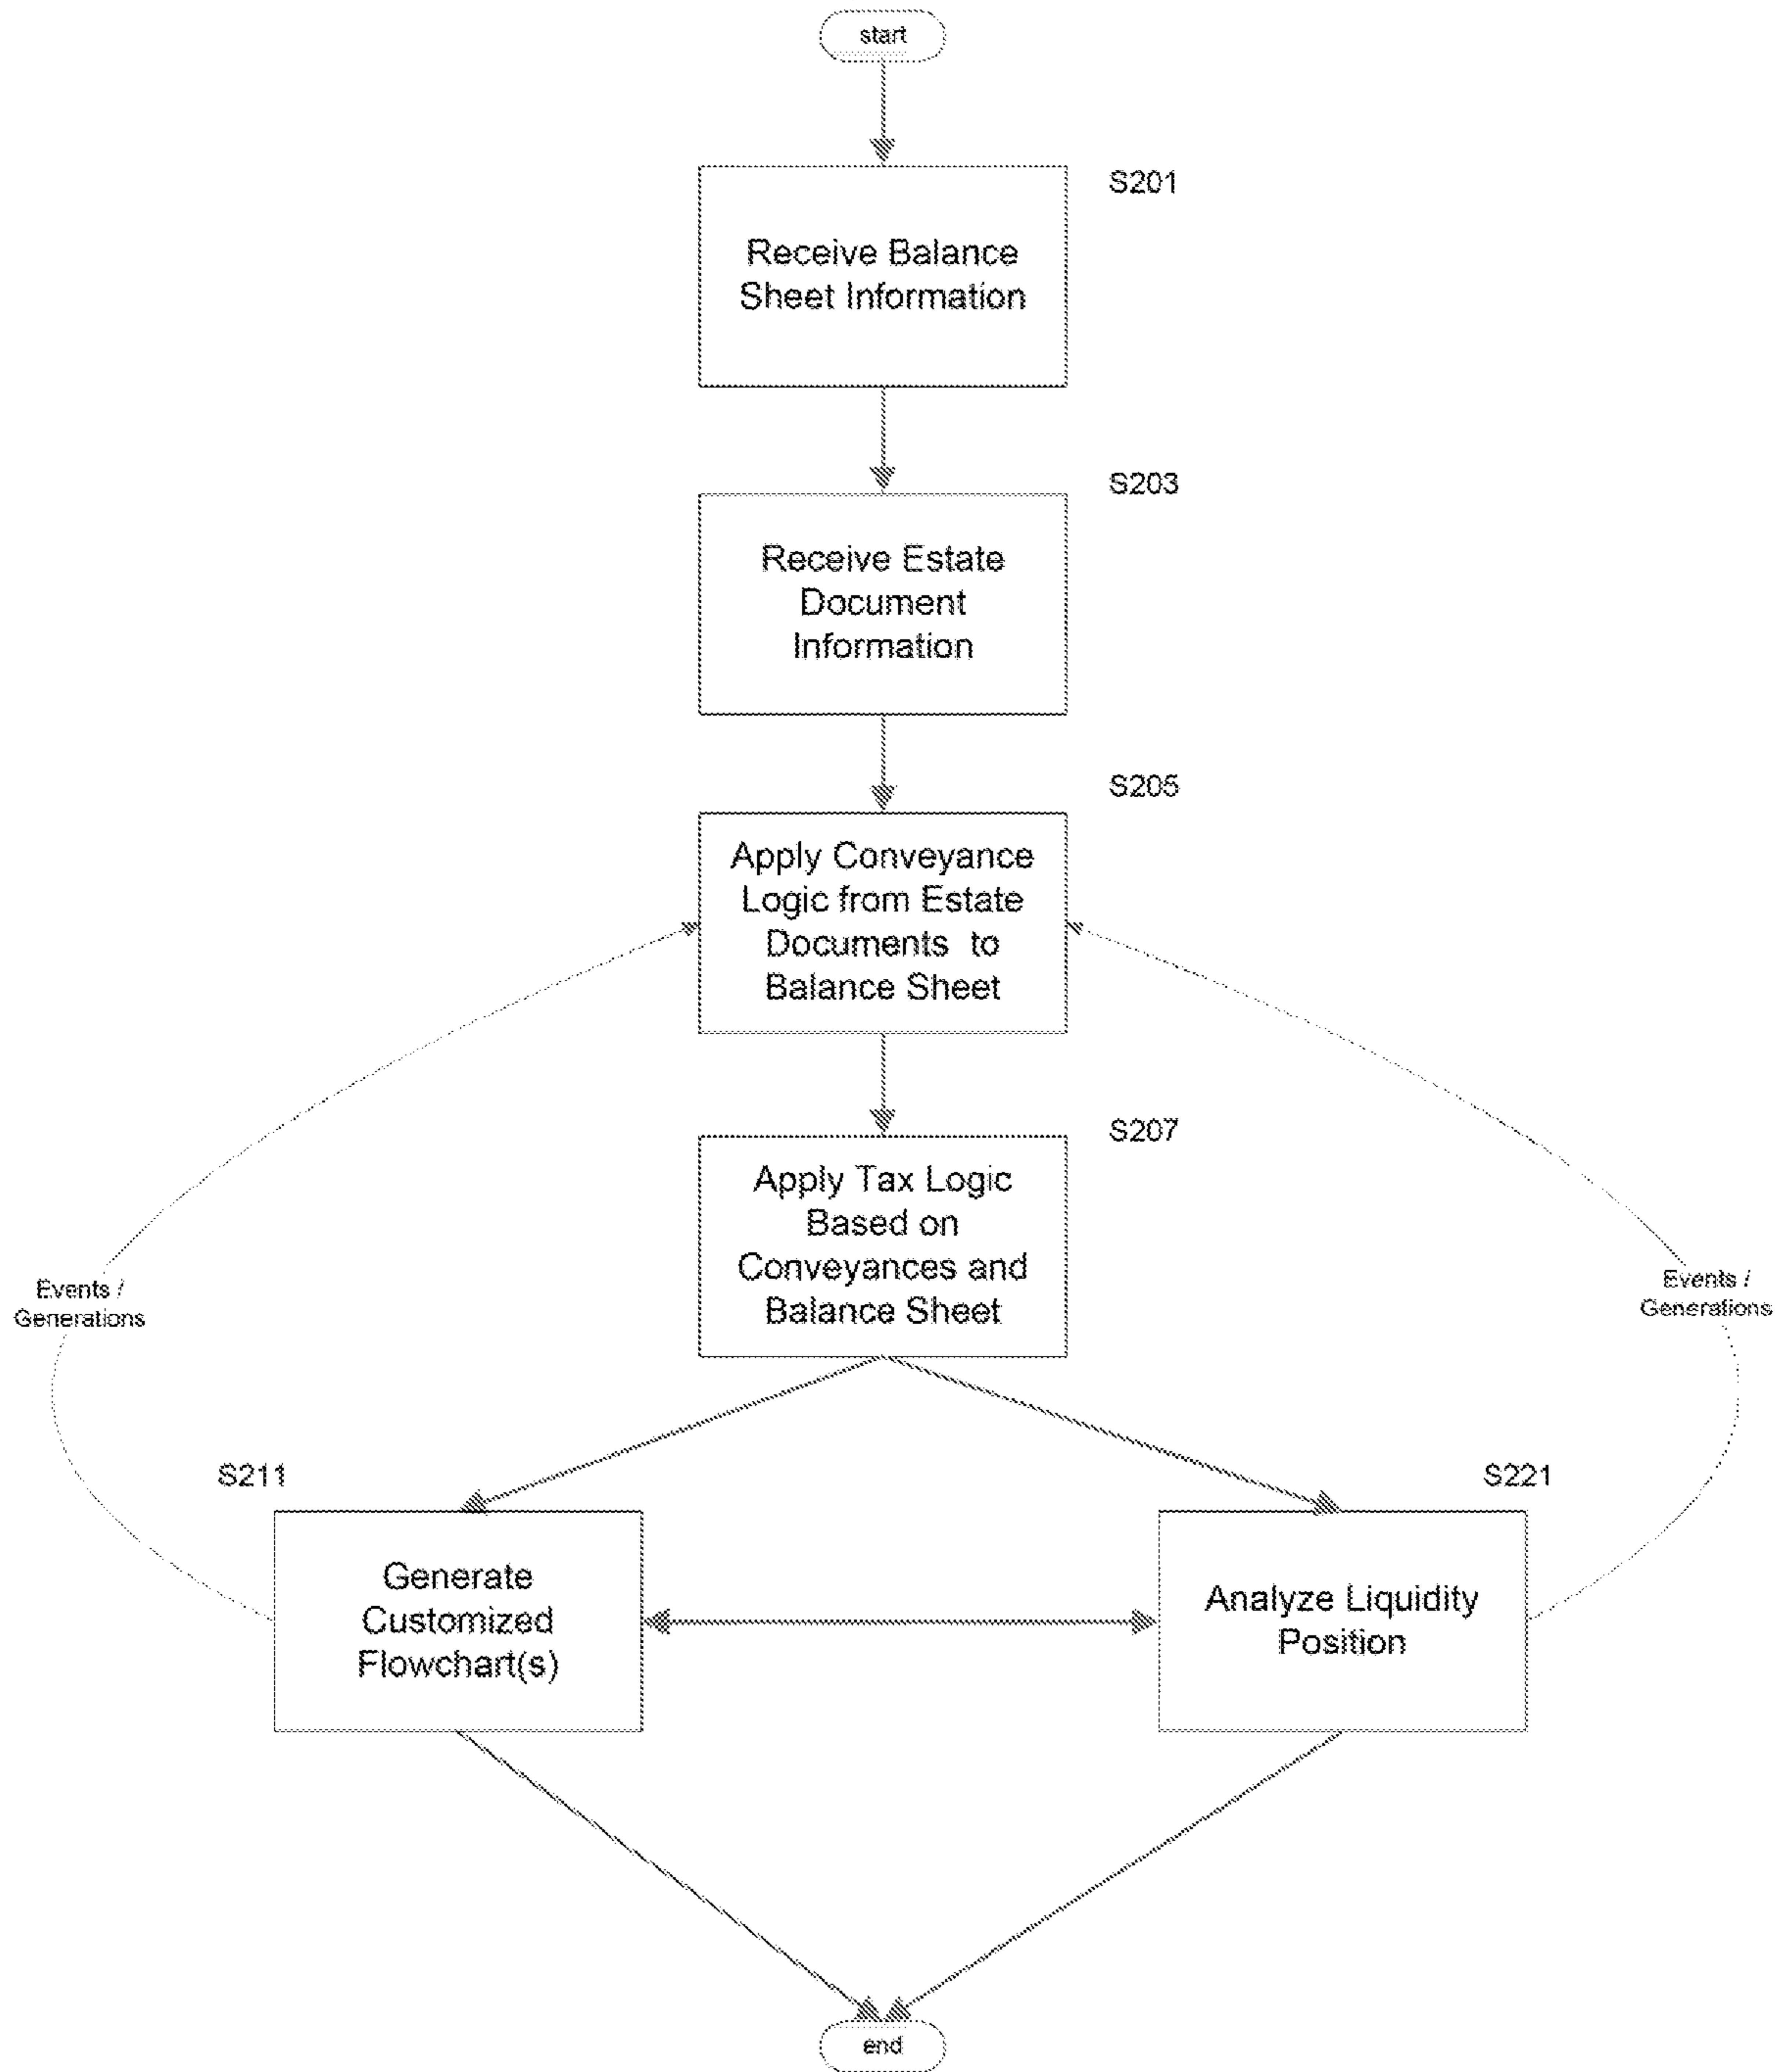 start
S201
Receive Balance
Sheet Information
S203
Receive Estate
Document
Information
S205
Apply Conveyance
Logic from Estate
Documents to
Balance Sheet
S207
Apply Tax Logic
Based on
Conveyances and
Balance Sheet
Events /
Generations
Events /
Generations
S211
S221
Generate
Customized
Flowchart(s)
Analyze Liquidity
Position
end